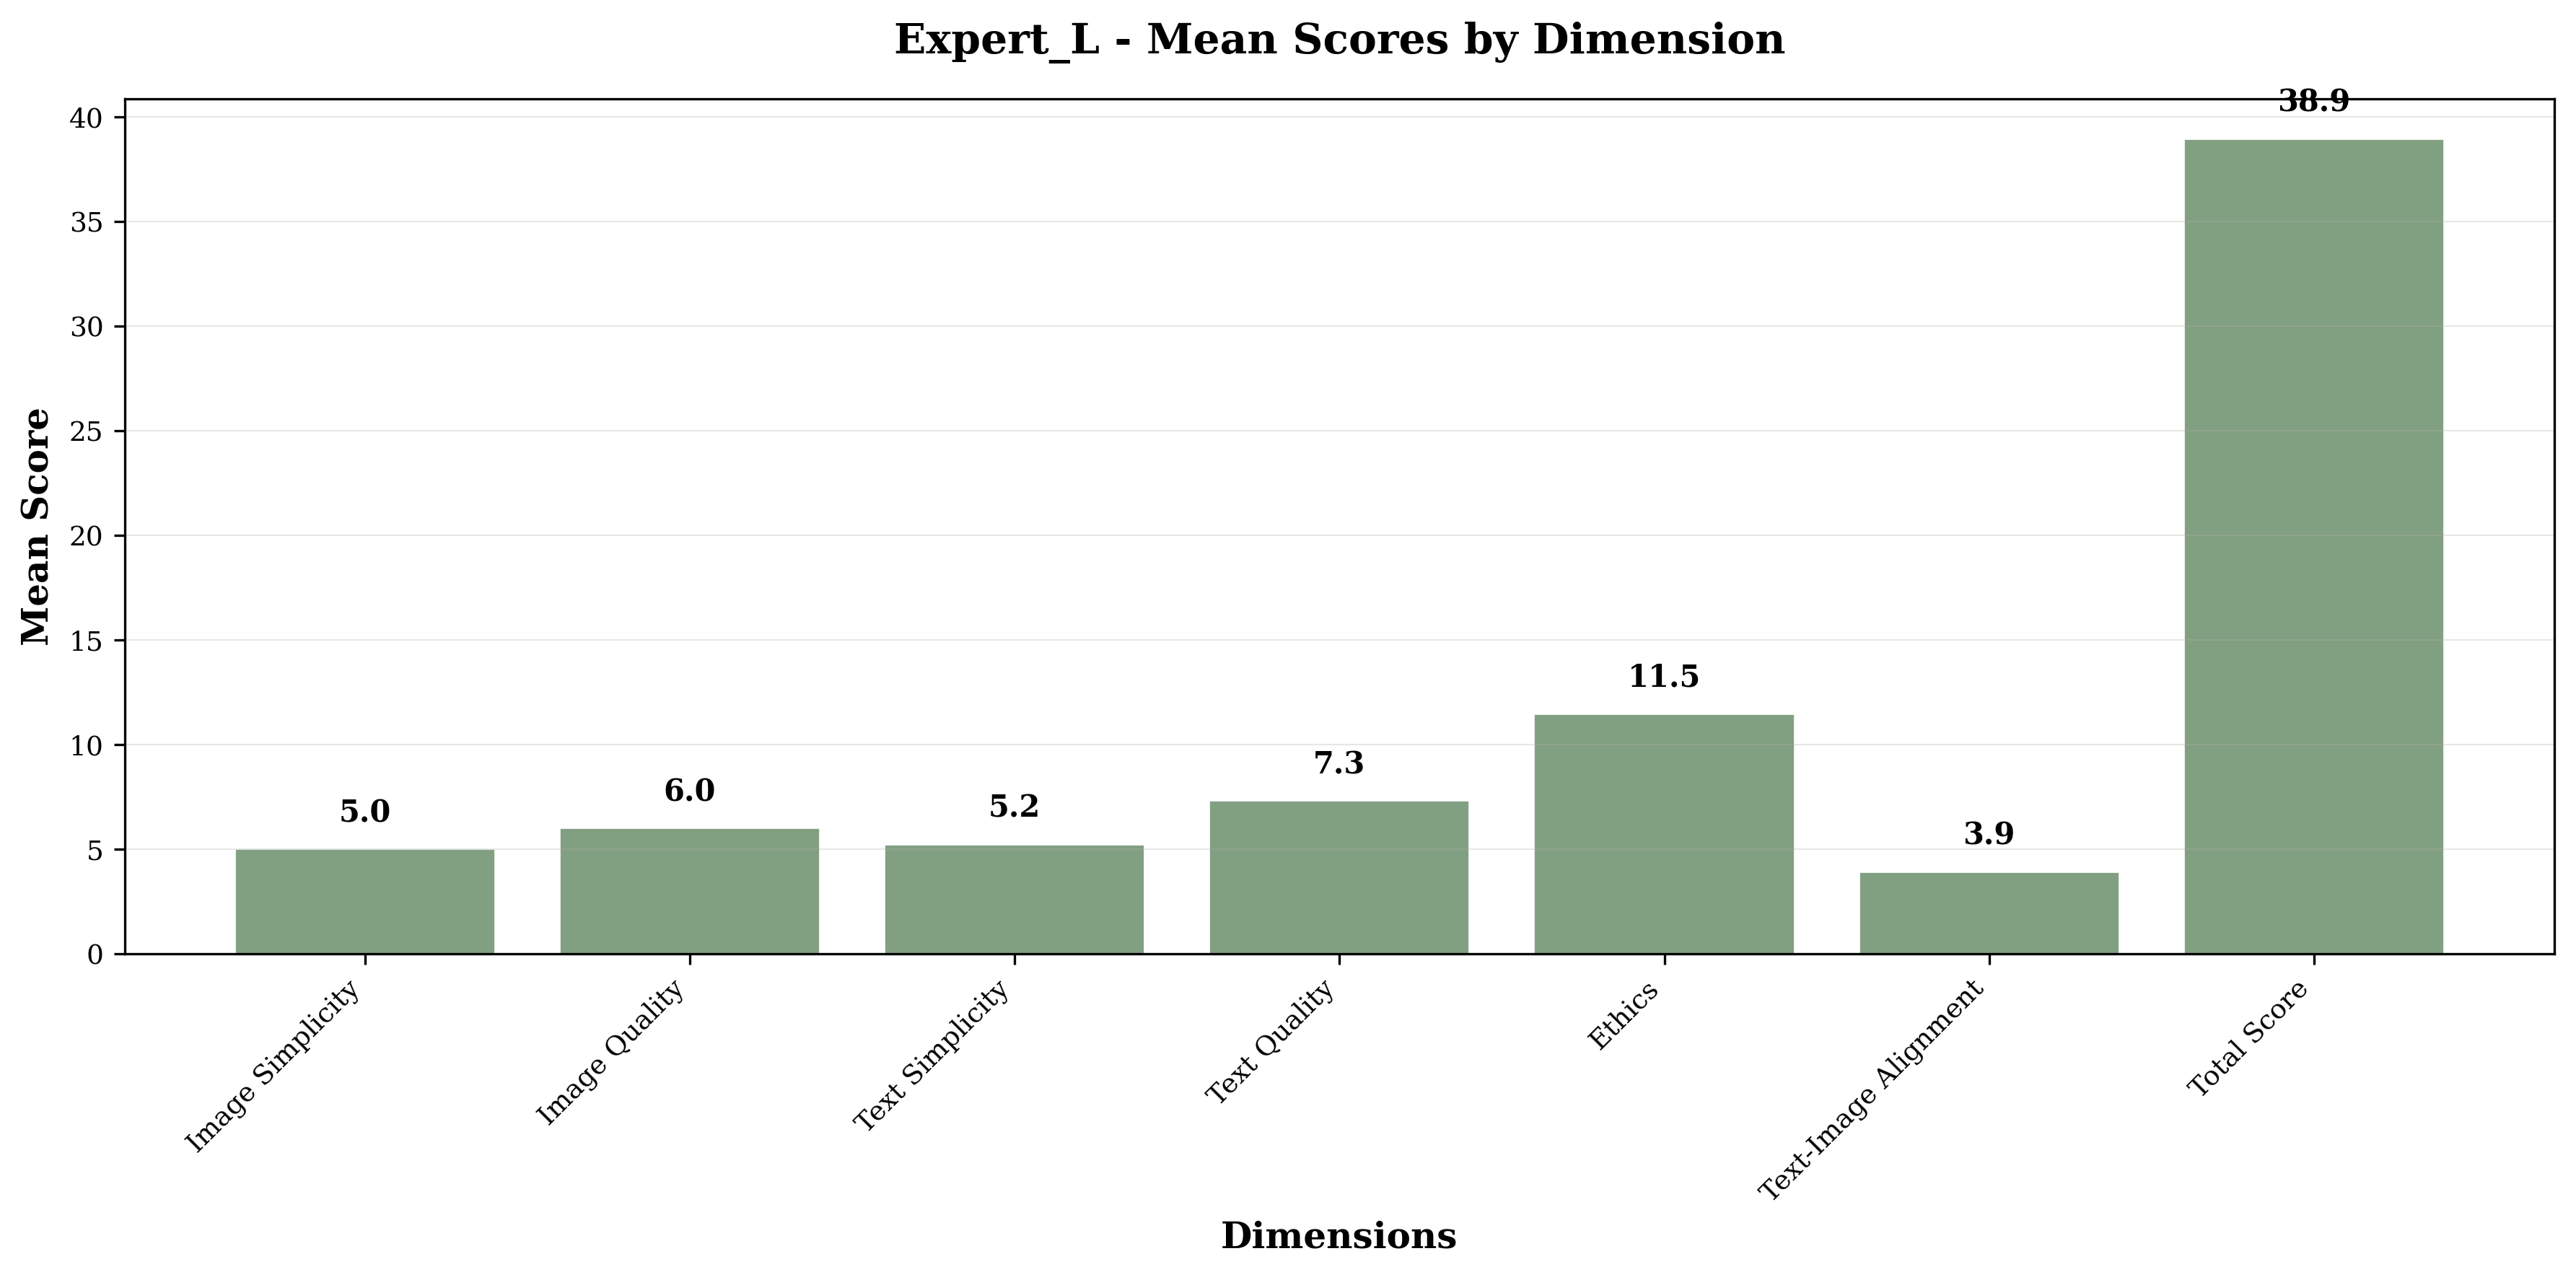 Expert_L - Mean Scores by Dimension
Mean Score
40
35
30
25
20
15
10
5
0
5.0
6.0
5.2
7.3
11.5
3.9
38.9
Image Simplicity
Image Quality
Text Simplicity
Text Quality
Ethics
Text-Image Alignment
Total Score
Dimensions